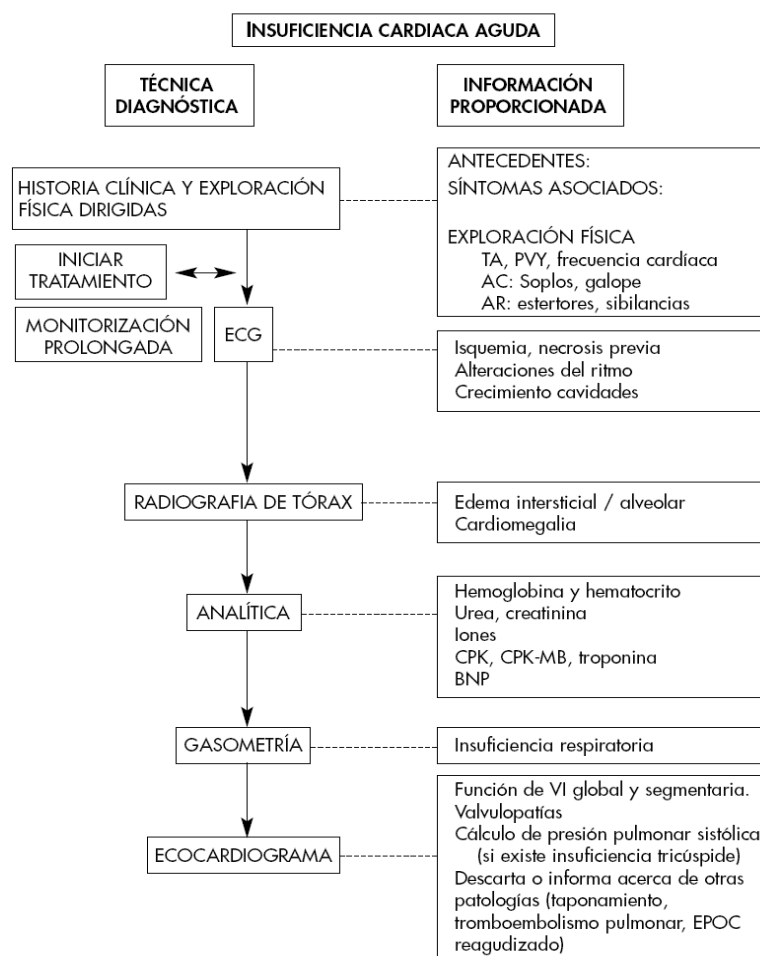 INSUFICIENCIA CARDIACA AGUDA
TÉCNICA
DIAGNÓSTICA
INFORMACIÓN
PROPORCIONADA
HISTORIA CLÍNICA Y EXPLORACIÓN
FÍSICA DIRIGIDAS
ANTECEDENTES:
SÍNTOMAS ASOCIADOS:
EXPLORACIÓN FÍSICA
TA, PVY, frecuencia cardíaca
AC: Soplos, galope
AR: estertores, sibilancias
INICIAR
TRATAMIENTO
MONITORIZACIÓN
PROLONGADA
ECG
Isquemia, necrosis previa
Alteraciones del ritmo
Crecimiento cavidades
RADIOGRAFIA DE TÓRAX
Edema intersticial / alveolar
Cardiomegalia
ANALÍTICA
Hemoglobina y hematocrito
Urea, creatinina
Iones
CPK, CPK-MB, troponina
BNP
GASOMETRÍA
Insuficiencia respiratoria
ECOCARDIOGRAMA
Función de VI global y segmentaria.
Valvulopatías
Cálculo de presión pulmonar sistólica
(si existe insuficiencia tricúspide)
Descarta o informa acerca de otras
patologías (taponamiento,
tromboembolismo pulmonar, EPOC
reagudizado)